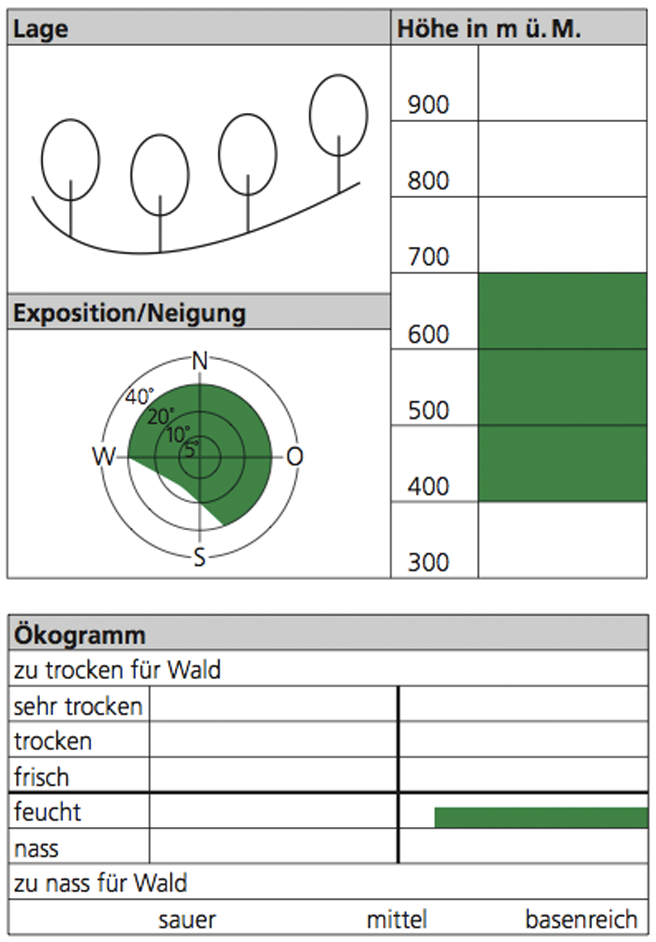 Lage
Höhe in m ü. M.
900
800
700
600
500
400
300
Exposition/Neigung
N
40°
20°
10°
5°
W
O
S
Ökogramm
zu trocken für Wald
sehr trocken
trocken
frisch
feucht
nass
zu nass für Wald
sauer mittel basenreich